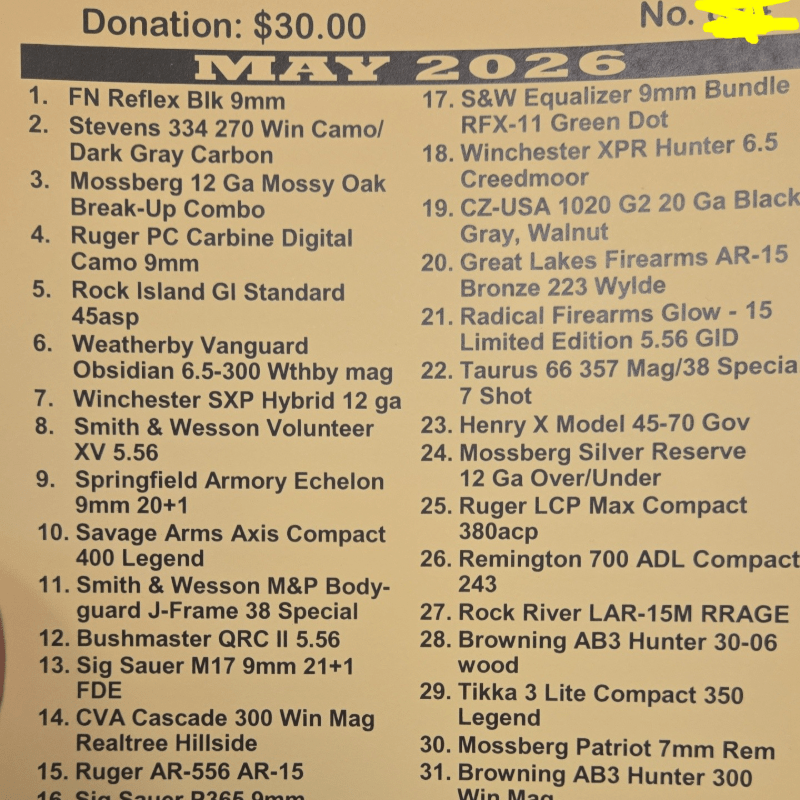 Donation: $30.00
No.
MAY 2026
1. FN Reflex Blk 9mm
2. Stevens 334 270 Win Camo/
Dark Gray Carbon
3. Mossberg 12 Ga Mossy Oak
Break-Up Combo
4. Ruger PC Carbine Digital
Camo 9mm
5. Rock Island GI Standard
45asp
6. Weatherby Vanguard
Obsidian 6.5-300 Wthby mag
7. Winchester SXP Hybrid 12 ga
8. Smith & Wesson Volunteer
XV 5.56
9. Springfield Armory Echelon
9mm 20+1
10. Savage Arms Axis Compact
400 Legend
11. Smith & Wesson M&P Body-
guard J-Frame 38 Special
12. Bushmaster QRC II 5.56
13. Sig Sauer M17 9mm 21+1
FDE
14. CVA Cascade 300 Win Mag
Realtree Hillside
15. Ruger AR-556 AR-15
16. Sig Sauer P365 9mm
17. S&W Equalizer 9mm Bundle
RFX-11 Green Dot
18. Winchester XPR Hunter 6.5
Creedmoor
19. CZ-USA 1020 G2 20 Ga Black
Gray, Walnut
20. Great Lakes Firearms AR-15
Bronze 223 Wylde
21. Radical Firearms Glow - 15
Limited Edition 5.56 GID
22. Taurus 66 357 Mag/38 Specia
7 Shot
23. Henry X Model 45-70 Gov
24. Mossberg Silver Reserve
12 Ga Over/Under
25. Ruger LCP Max Compact
380acp
26. Remington 700 ADL Compact
243
27. Rock River LAR-15M RRAGE
28. Browning AB3 Hunter 30-06
wood
29. Tikka 3 Lite Compact 350
Legend
30. Mossberg Patriot 7mm Rem
31. Browning AB3 Hunter 300
Win Mag